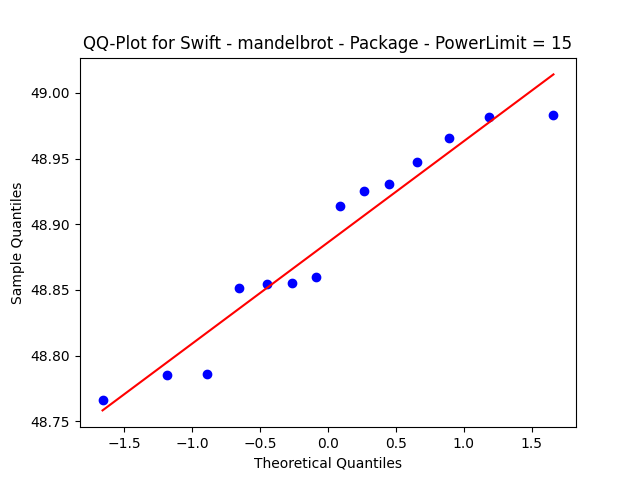 QQ-Plot for Swift - mandelbrot - Package - PowerLimit = 15
49.00
48.95
48.90
48.85
48.80
48.75
Sample Quantiles
−1.5 −1.0 −0.5 0.0 0.5 1.0 1.5
Theoretical Quantiles